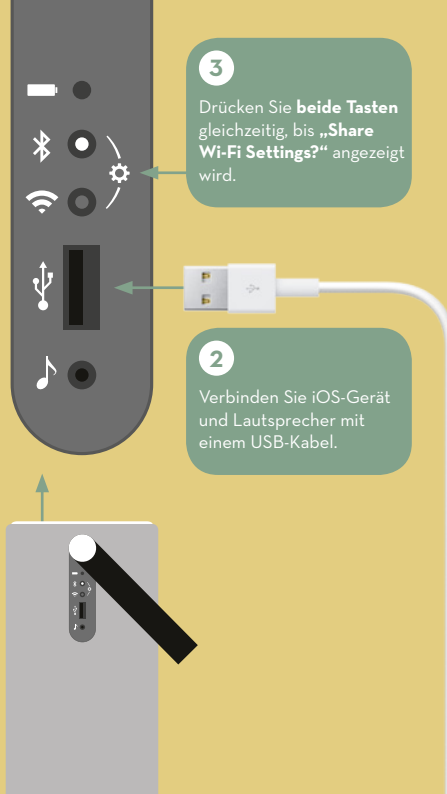 3
Drücken Sie beide Tasten
gleichzeitig, bis „Share
Wi-Fi Settings?“ angezeigt
wird.
2
Verbinden Sie iOS-Gerät
und Lautsprecher mit
einem USB-Kabel.